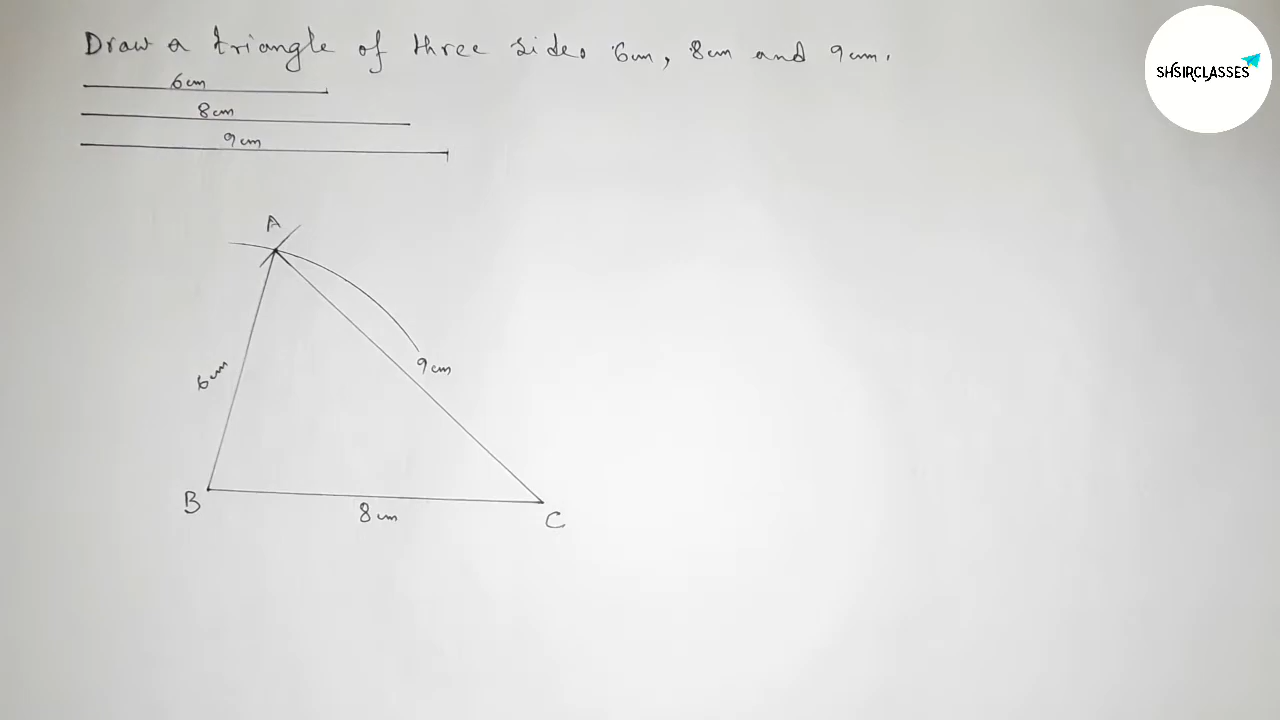 Draw a triangle of three sides 6cm, 8cm and 9cm.
6cm
8cm
9cm
SHSIRCLASSES
A
6cm
9cm
B
8cm
C